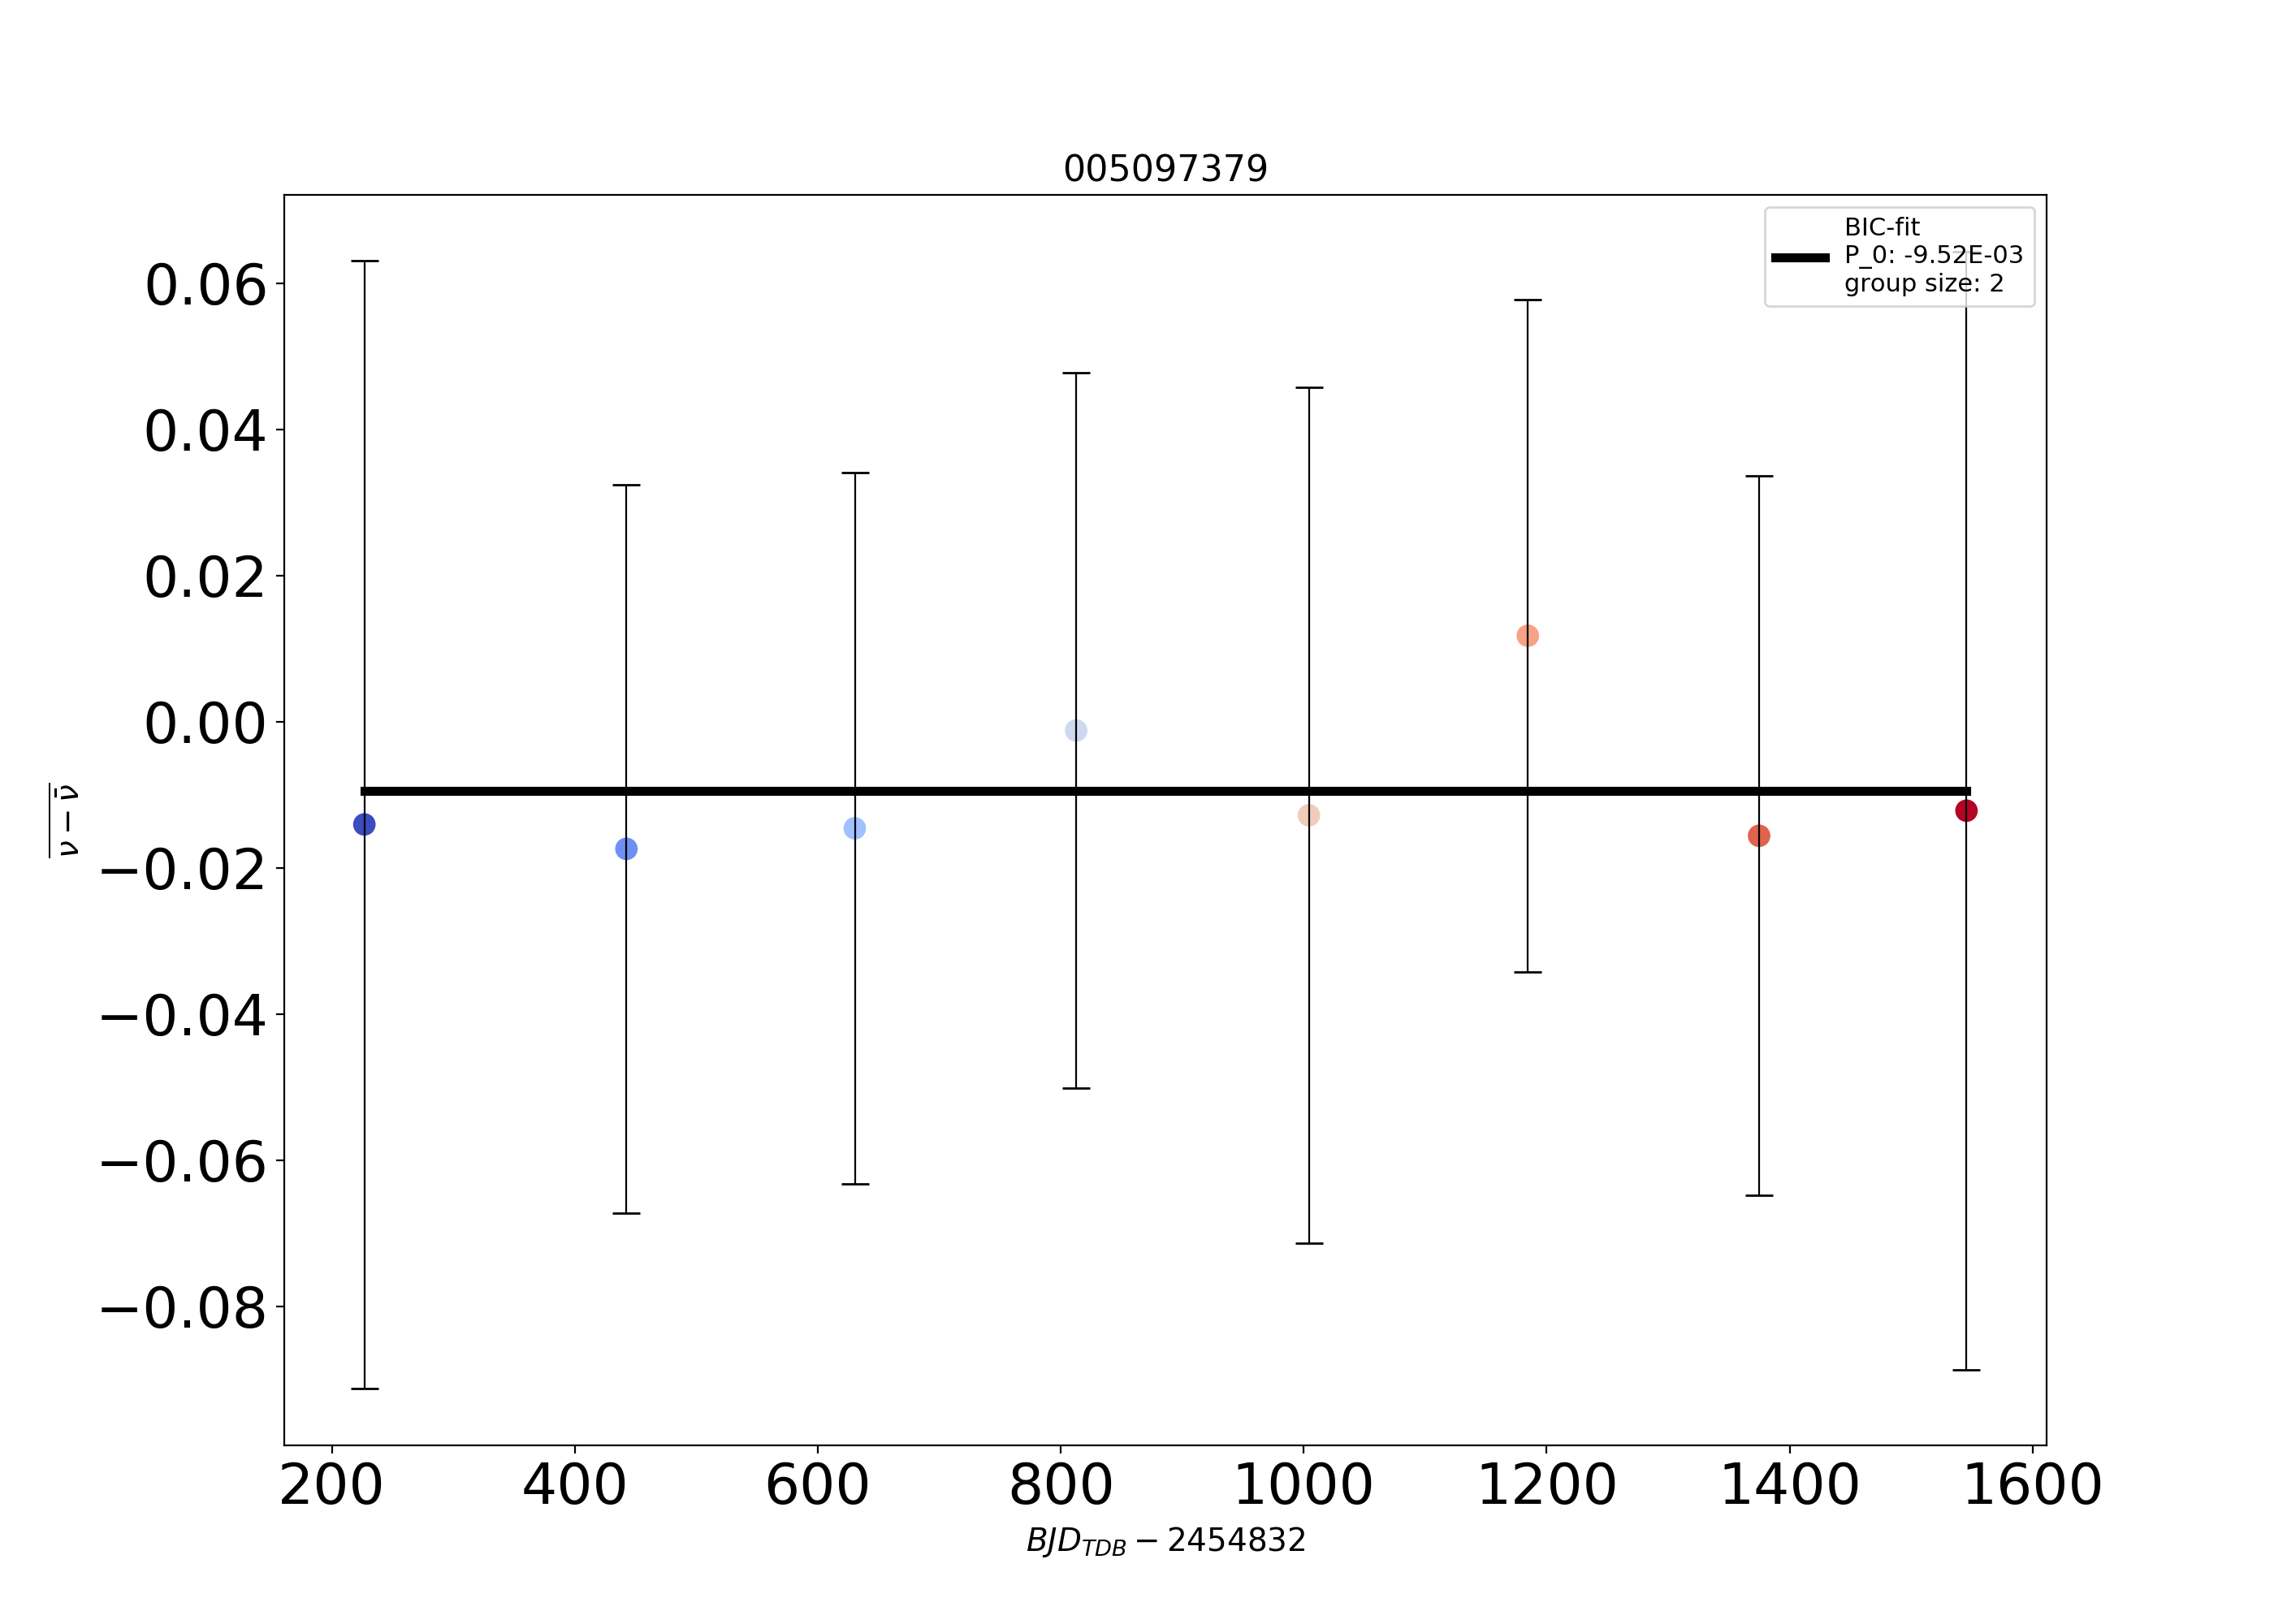 005097379
BIC-fit
P_0: -9.52E-03
group size: 2
0.06
0.04
0.02
0.00
−0.02
−0.04
−0.06
−0.08
ν − ν̄
200 400 600 800 1000 1200 1400 1600
BJD_TDB − 2454832